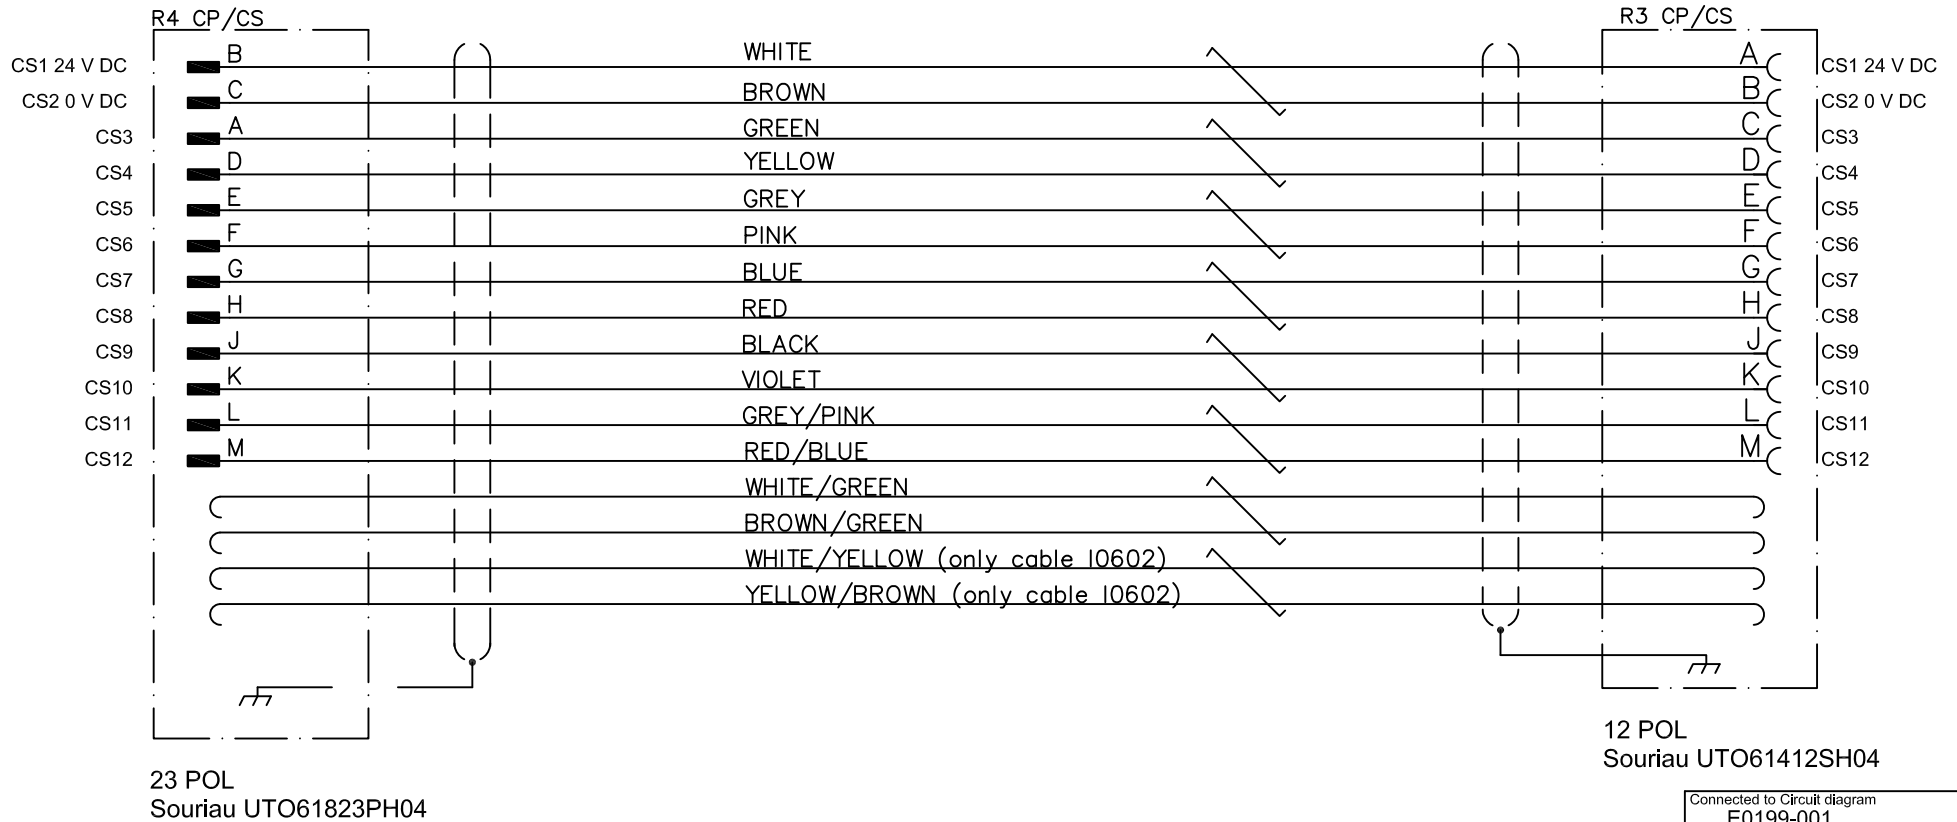 R4 CP/CS
R3 CP/CS
CS1 24 V DC B WHITE A CS1 24 V DC
CS2 0 V DC C BROWN B CS2 0 V DC
CS3 A GREEN C CS3
CS4 D YELLOW D CS4
CS5 E GREY E CS5
CS6 F PINK F CS6
CS7 G BLUE G CS7
CS8 H RED H CS8
CS9 J BLACK J CS9
CS10 K VIOLET K CS10
CS11 L GREY/PINK L CS11
CS12 M RED/BLUE M CS12
WHITE/GREEN
BROWN/GREEN
WHITE/YELLOW (only cable I0602)
YELLOW/BROWN (only cable I0602)
12 POL
Souriau UTO61412SH04
23 POL
Souriau UTO61823PH04
Connected to Circuit diagram
E0199-001